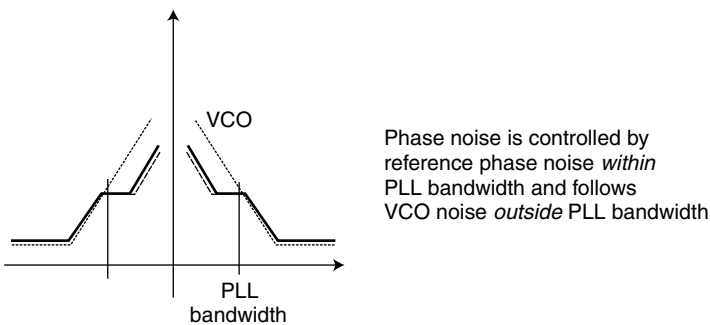 VCO
Phase noise is controlled by
reference phase noise within
PLL bandwidth and follows
VCO noise outside PLL bandwidth
PLL
bandwidth